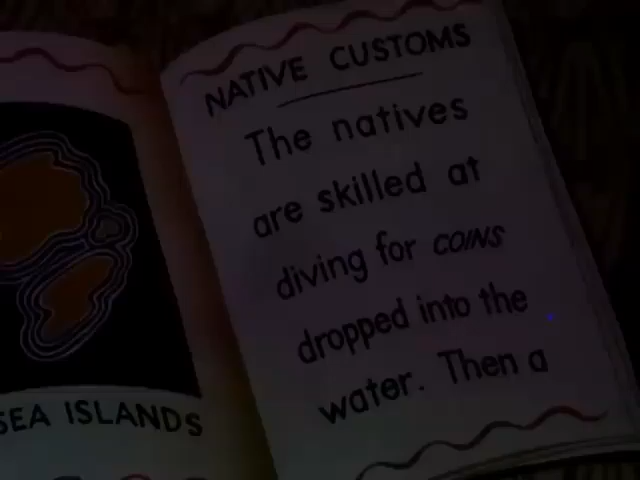 SEA ISLANDS
NATIVE CUSTOMS
The natives
are skilled at
diving for COINS
dropped into the
water. Then a